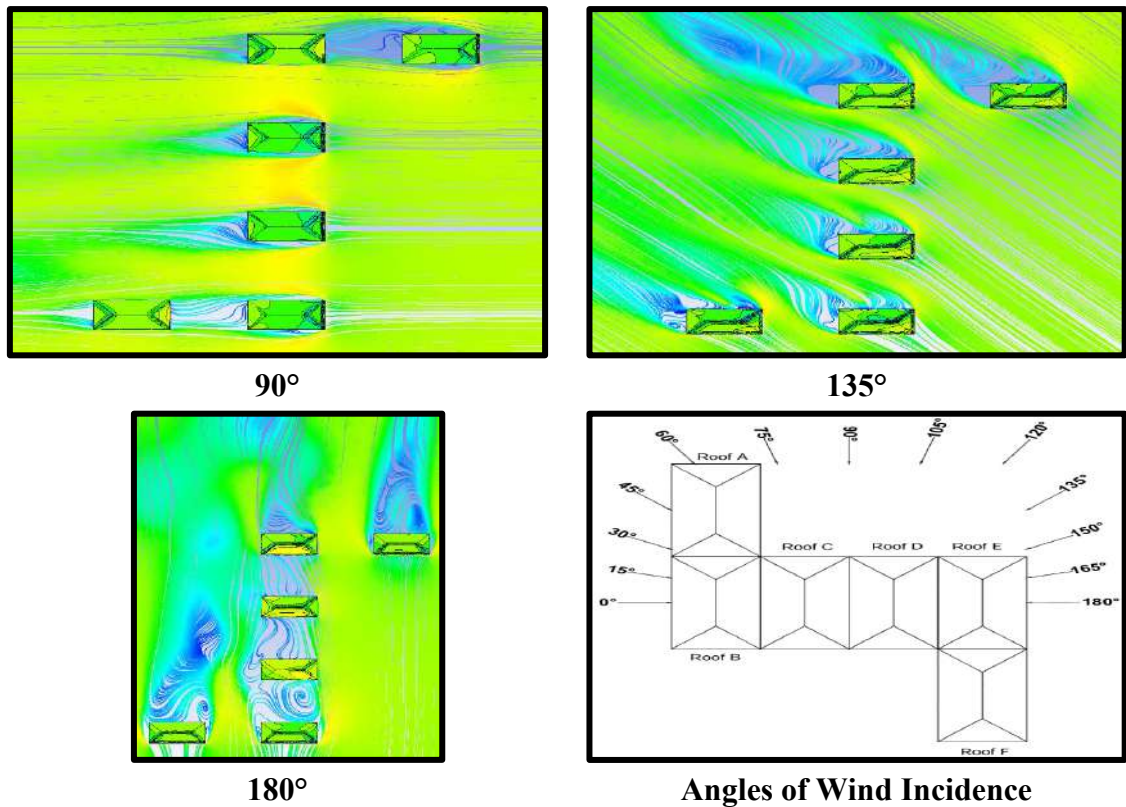 90°
135°
60°
75°
90°
105°
120°
Roof A
45°
135°
30°
Roof C
Roof D
Roof E
150°
15°
165°
0°
180°
Roof B
Roof F
180°
Angles of Wind Incidence